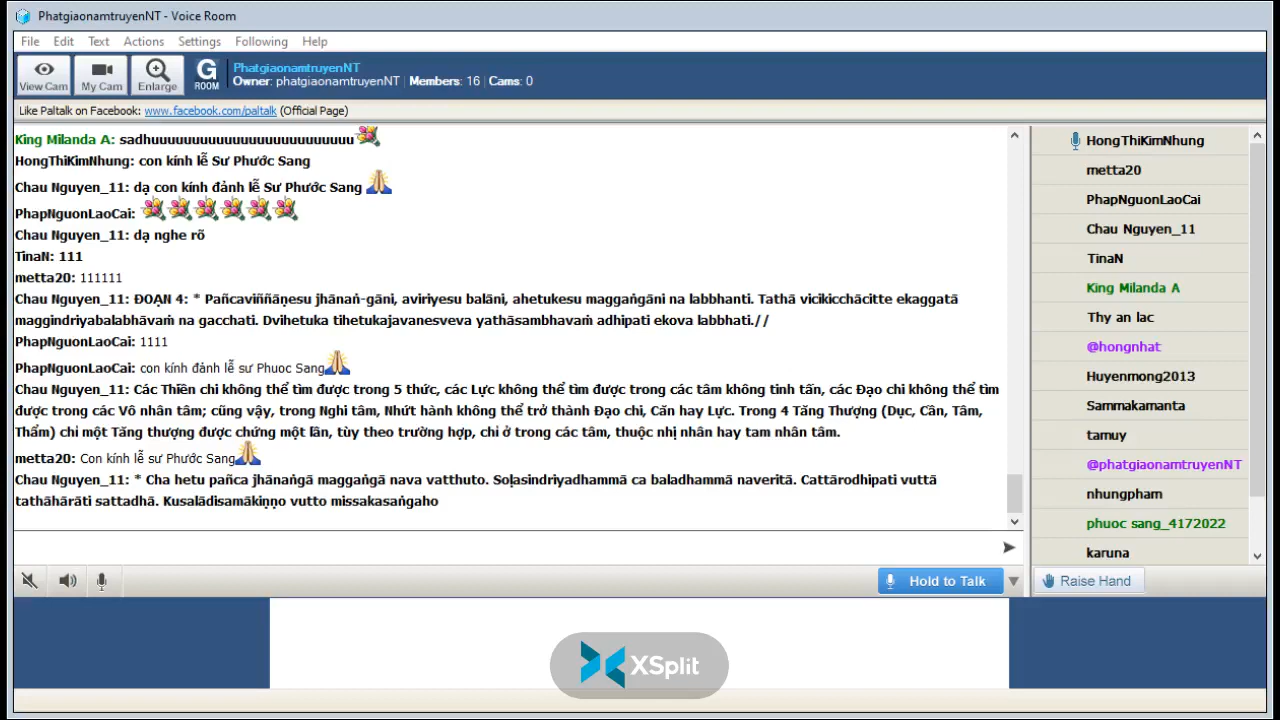 PhatgiaonamtruyenNT - Voice Room
File Edit Text Actions Settings Following Help
View Cam My Cam Enlarge G ROOM
PhatgiaonamtruyenNT
Owner: phatgiaonamtruyenNT Members: 16 Cams: 0
Like Paltalk on Facebook: www.facebook.com/paltalk (Official Page)
King Milanda A: sadhuuuuuuuuuuuuuuuuuuuuuuuuu
HongThiKimNhung: con kính lễ Sư Phước Sang
Chau Nguyen_11: dạ con kính đảnh lễ Sư Phước Sang
PhapNguonLaoCai:
Chau Nguyen_11: dạ nghe rõ
TinaN: 111
metta20: 111111
Chau Nguyen_11: ĐOẠN 4: * Pañcaviññāṇesu jhānaṅ-gāni, aviriyesu balāni, ahetukesu maggaṅgāni na labbhanti. Tathā vicikicchācitte ekaggatā
maggindriyabalabhāvaṁ na gacchati. Dvihetuka tihetukajavanesveva yathāsambhavaṁ adhipati ekova labbhati.//
PhapNguonLaoCai: 1111
PhapNguonLaoCai: con kính đảnh lễ sư Phuoc Sang
Chau Nguyen_11: Các Thiền chi không thể tìm được trong 5 thức, các Lực không thể tìm được trong các tâm không tinh tấn, các Đạo chi không thể tìm
được trong các Vô nhân tâm; cũng vậy, trong Nghi tâm, Nhứt hành không thể trở thành Đạo chi, Căn hay Lực. Trong 4 Tăng Thượng (Dục, Cần, Tâm,
Thẩm) chỉ một Tăng thượng được chứng một lần, tùy theo trường hợp, chỉ ở trong các tâm, thuộc nhị nhân hay tam nhân tâm.
metta20: Con kính lễ sư Phước Sang
Chau Nguyen_11: * Cha hetu pañca jhānaṅgā maggaṅgā nava vatthuto. Soḷasindriyadhammā ca baladhammā naveritā. Cattārodhipati vuttā
tathāhārāti sattadhā. Kusalādisamākiṇṇo vutto missakasaṅgaho
HongThiKimNhung
metta20
PhapNguonLaoCai
Chau Nguyen_11
TinaN
King Milanda A
Thy an lac
@hongnhat
Huyenmong2013
Sammakamanta
tamuy
@phatgiaonamtruyenNT
nhungpham
phuoc sang_4172022
karuna
Hold to Talk
Raise Hand
XSplit